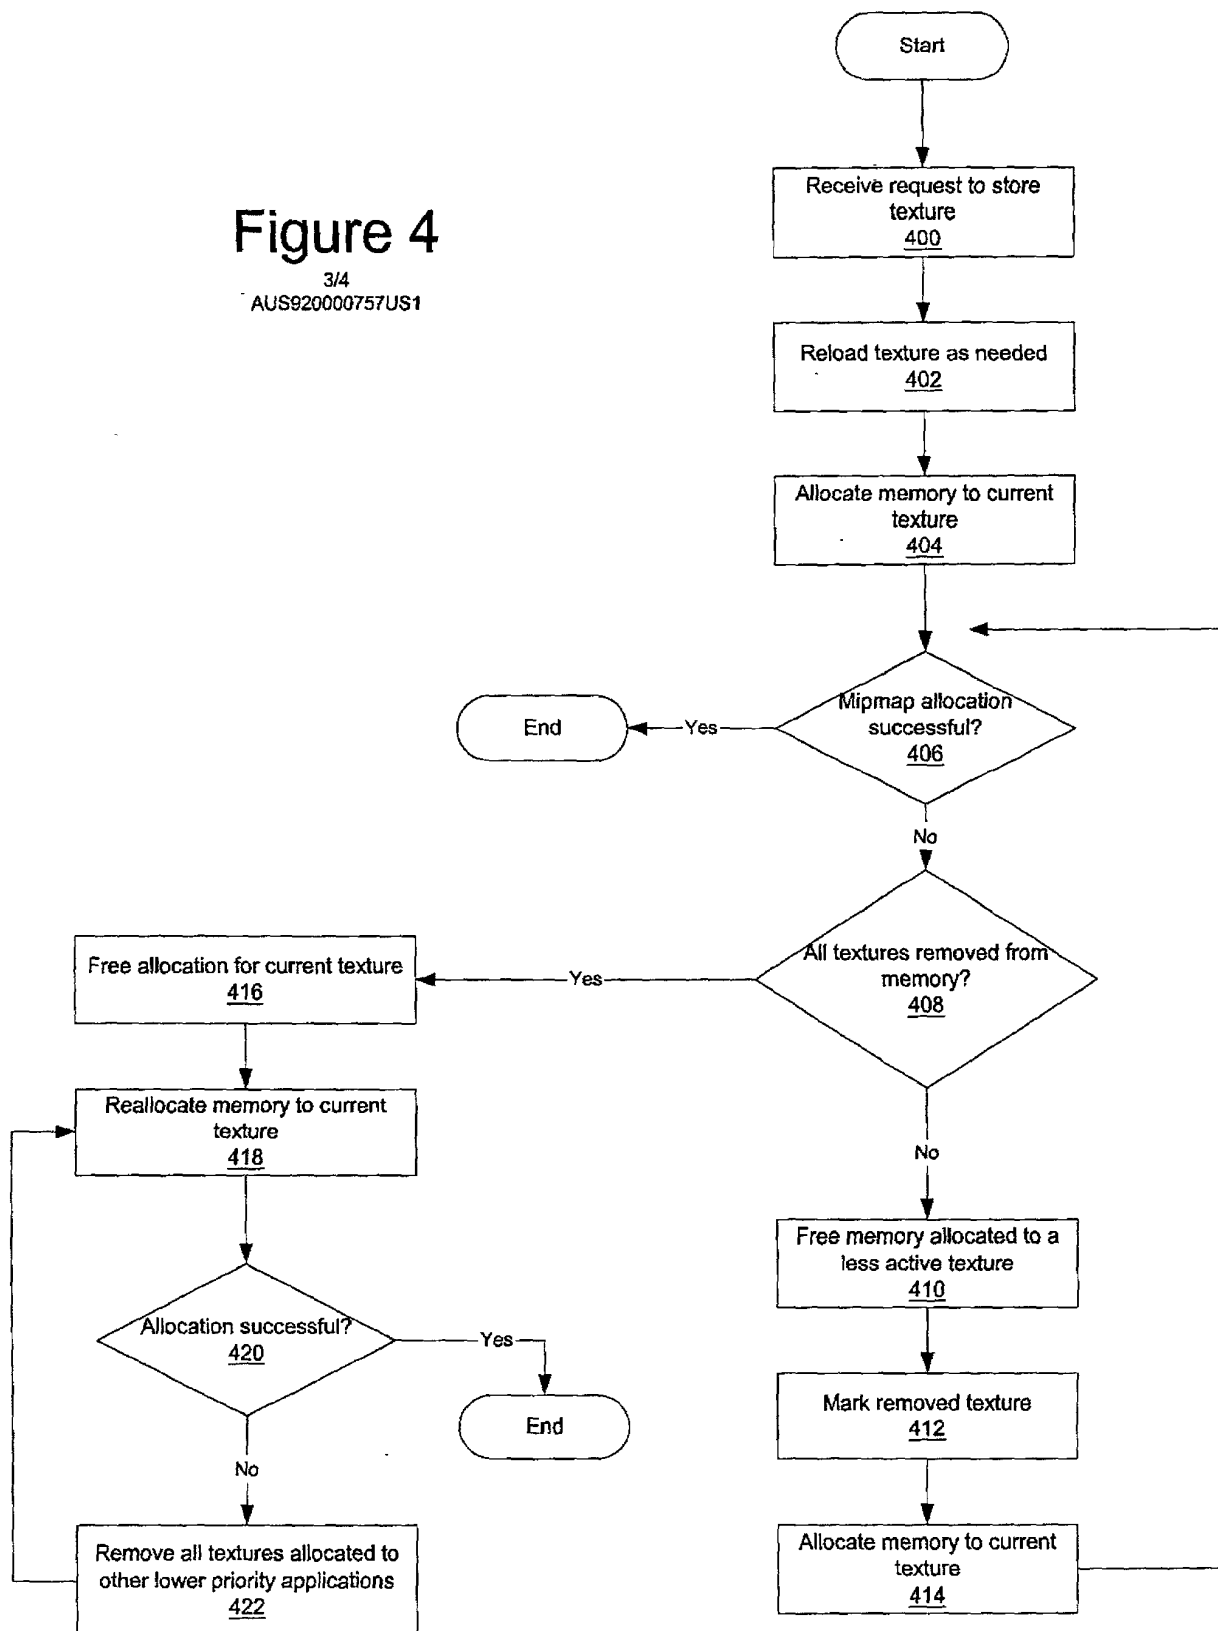 Start
Receive request to store
texture
400
Figure 4
3/4
AUS920000757US1
Reload texture as needed
402
Allocate memory to current
texture
404
Mipmap allocation
successful?
406
Yes
End
No
All textures removed from
memory?
408
Yes
Free allocation for current texture
416
Reallocate memory to current
texture
418
No
Free memory allocated to a
less active texture
410
Allocation successful?
420
Yes
End
Mark removed texture
412
No
Remove all textures allocated to
other lower priority applications
422
Allocate memory to current
texture
414